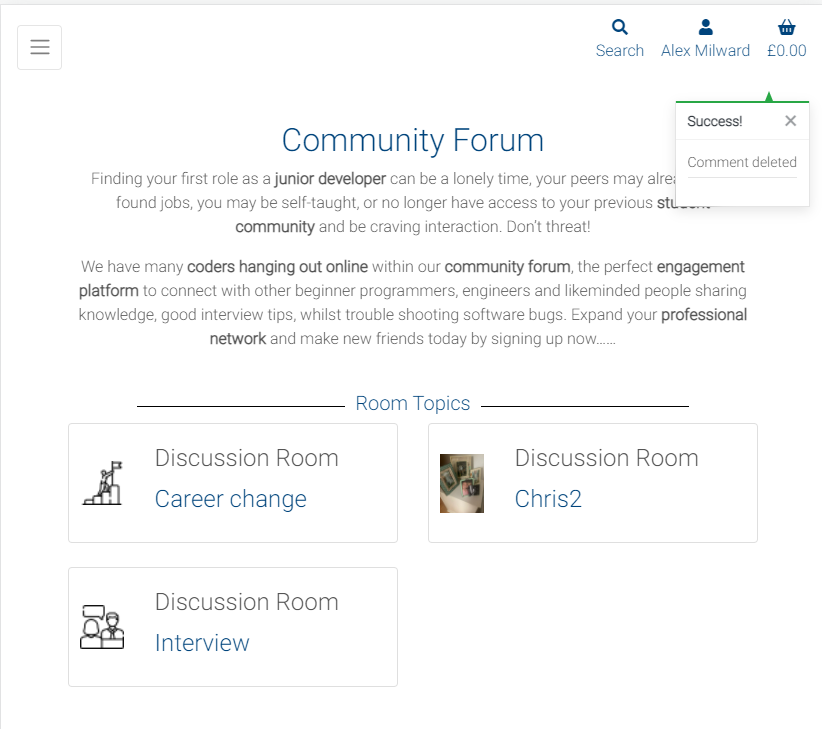 Search
Alex Milward
£0.00
Success!
Comment deleted
Community Forum
Finding your first role as a junior developer can be a lonely time, your peers may
found jobs, you may be self-taught, or no longer have access to your previous student
community and be craving interaction. Don't threat!
We have many coders hanging out online within our community forum, the perfect engagement
platform to connect with other beginner programmers, engineers and likeminded people sharing
knowledge, good interview tips, whilst trouble shooting software bugs. Expand your professional
network and make new friends today by signing up now......
Room Topics
Discussion Room
Career change
Discussion Room
Chris2
Discussion Room
Interview